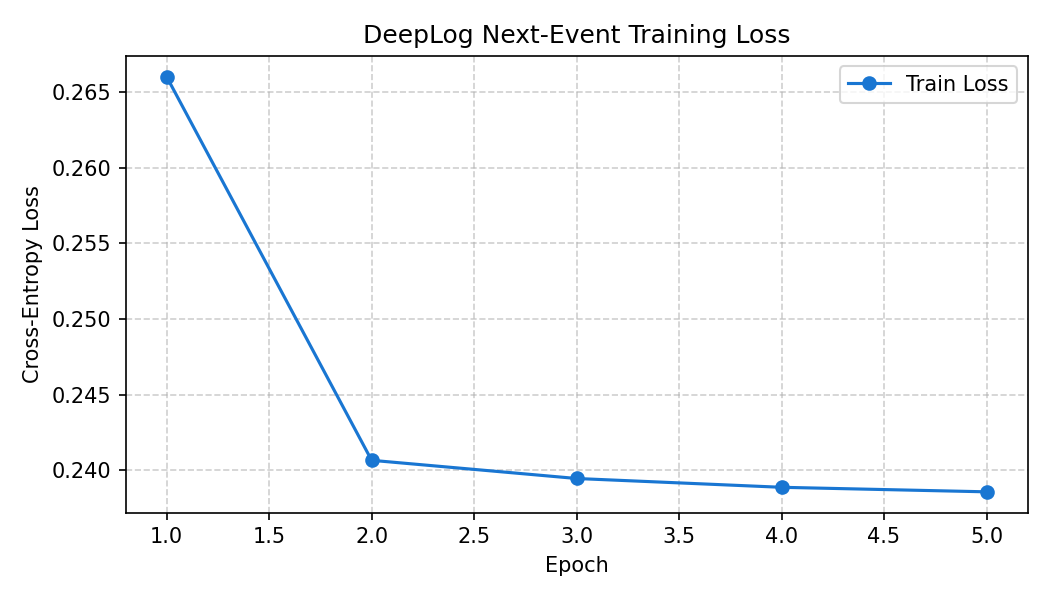 DeepLog Next-Event Training Loss
Train Loss
Cross-Entropy Loss
0.265
0.260
0.255
0.250
0.245
0.240
1.0 1.5 2.0 2.5 3.0 3.5 4.0 4.5 5.0
Epoch